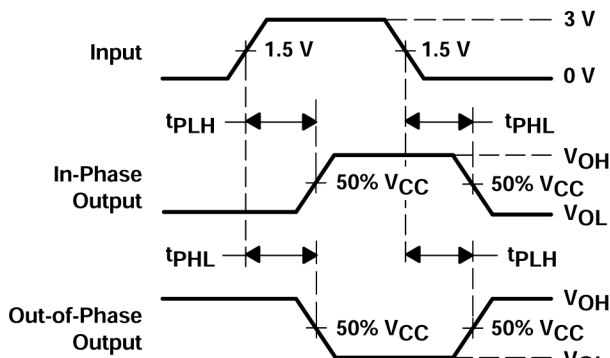 3 V
Input
1.5 V
1.5 V
0 V
tPLH
tPHL
VOH
In-Phase
Output
50% VCC
50% VCC
VOL
tPHL
tPLH
VOH
Out-of-Phase
Output
50% VCC
50% VCC
VOL